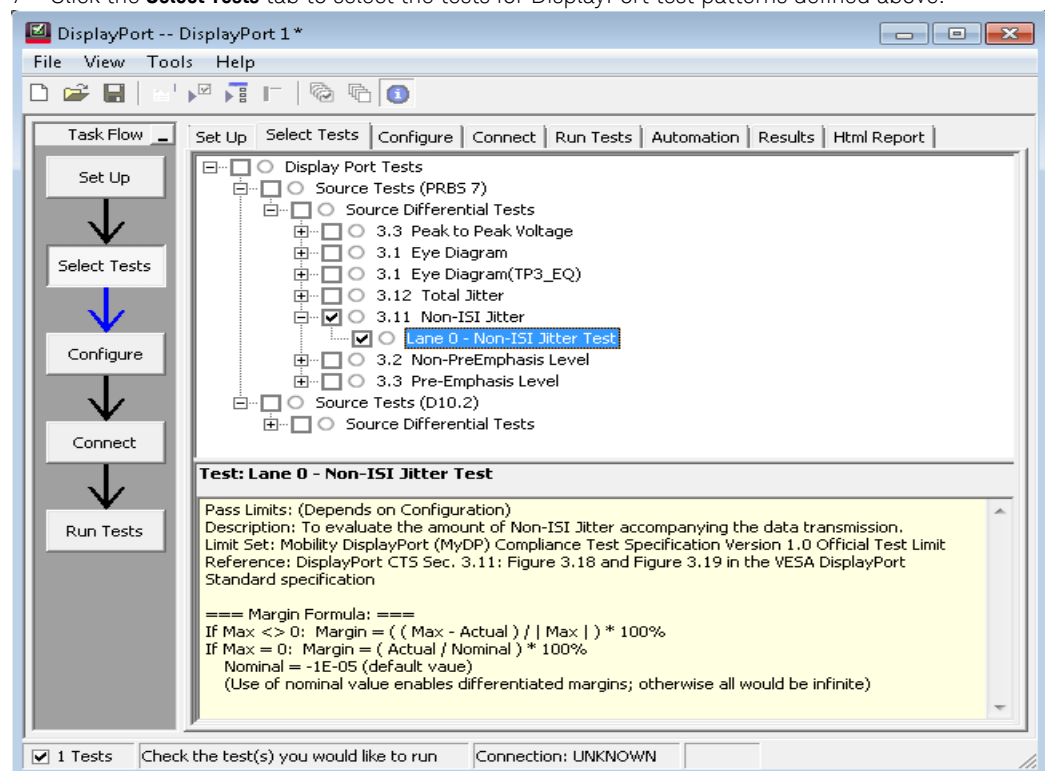 Click the Select Tests tab to select the tests for DisplayPort test patterns defined above.
DisplayPort -- DisplayPort 1*
File View Tools Help
Task Flow
Set Up
Select Tests
Configure
Connect
Run Tests
Set Up Select Tests Configure Connect Run Tests Automation Results Html Report
Display Port Tests
Source Tests (PRBS 7)
Source Differential Tests
3.3 Peak to Peak Voltage
3.1 Eye Diagram
3.1 Eye Diagram(TP3_EQ)
3.12 Total Jitter
3.11 Non-ISI Jitter
Lane 0 - Non-ISI Jitter Test
3.2 Non-PreEmphasis Level
3.3 Pre-Emphasis Level
Source Tests (D10.2)
Source Differential Tests
Test: Lane 0 - Non-ISI Jitter Test
Pass Limits: (Depends on Configuration)
Description: To evaluate the amount of Non-ISI Jitter accompanying the data transmission.
Limit Set: Mobility DisplayPort (MyDP) Compliance Test Specification Version 1.0 Official Test Limit
Reference: DisplayPort CTS Sec. 3.11: Figure 3.18 and Figure 3.19 in the VESA DisplayPort
Standard specification
=== Margin Formula: ===
If Max <> 0: Margin = ( ( Max - Actual ) / | Max | ) * 100%
If Max = 0: Margin = ( Actual / Nominal ) * 100%
Nominal = -1E-05 (default vaue)
(Use of nominal value enables differentiated margins; otherwise all would be infinite)
1 Tests Check the test(s) you would like to run Connection: UNKNOWN